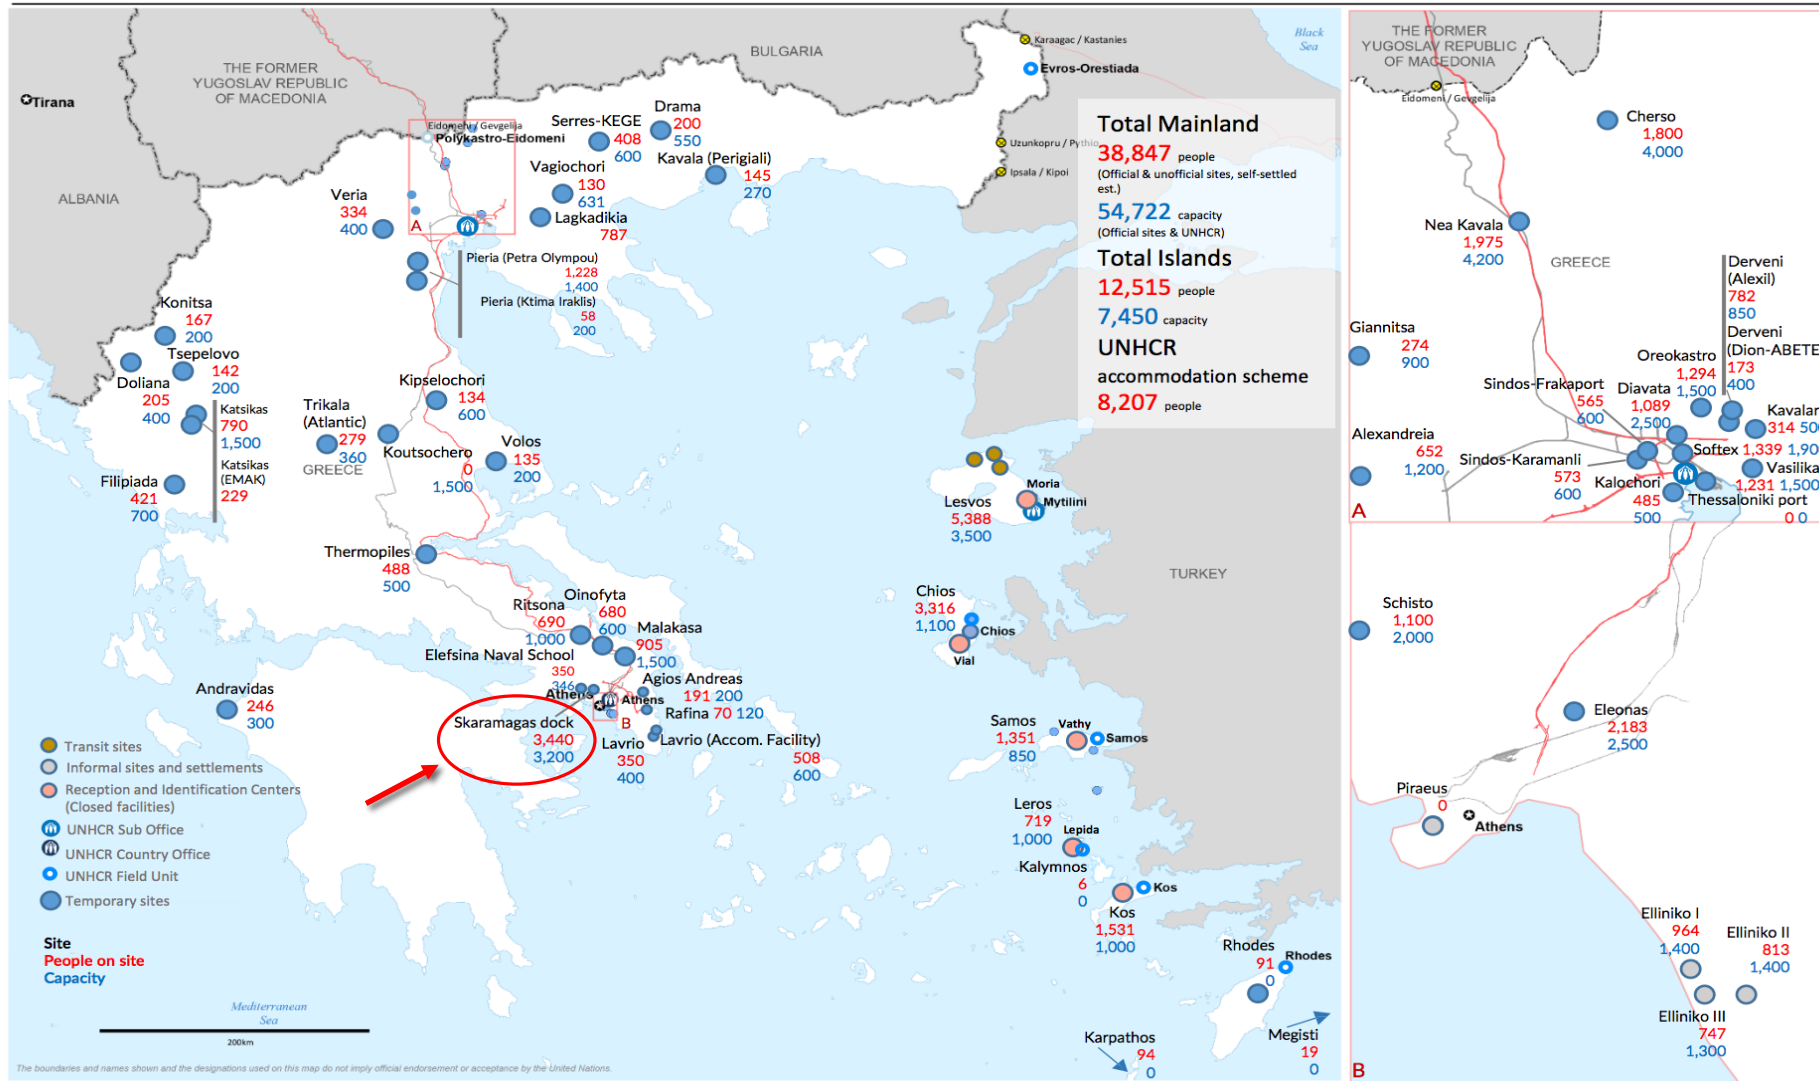 Black
Sea
BULGARIA
THE FORMER
YUGOSLAV REPUBLIC
OF MACEDONIA
Tirana
ALBANIA
Karaagac / Kastanies
Evros-Orestiada
Uzunkopru / Pythio
Ipsala / Kipoi
Eidomeni / Gevgelija
Polykastro-Eidomeni
A
Drama
200
550
Serres-KEGE
408
600
Vagiochori
130
631
Kavala (Perigiali)
145
270
Lagkadikia
787
Veria
334
400
Pieria (Petra Olympou)
1,228
1,400
Pieria (Ktima Iraklis)
58
200
Konitsa
167
200
Tsepelovo
142
200
Doliana
205
400
Katsikas
790
1,500
Katsikas
(EMAK)
229
Filipiada
421
700
Trikala
(Atlantic)
279
360
GREECE
Kipselochori
134
600
Koutsochero
0
1,500
Volos
135
200
Thermopiles
488
500
Ritsona
690
1,000
Oinofyta
680
600
Malakasa
905
1,500
Elefsina Naval School
350
346
Athens
Athens
B
Agios Andreas
191 200
Rafina 70 120
Skaramagas dock
3,440
3,200
Lavrio
350
400
Lavrio (Accom. Facility)
508
600
Andravidas
246
300
Total Mainland
38,847 people
(Official & unofficial sites, self-settled
est.)
54,722 capacity
(Official sites & UNHCR)
Total Islands
12,515 people
7,450 capacity
UNHCR
accommodation scheme
8,207 people
Moria
Mytilini
Lesvos
5,388
3,500
TURKEY
Chios
3,316
1,100
Chios
Vial
Samos
1,351
850
Vathy
Samos
Leros
719
1,000
Lepida
Kalymnos
6
0
Kos
Kos
1,531
1,000
Rhodes
91
0
Rhodes
Karpathos
94
0
Megisti
19
0
Transit sites
Informal sites and settlements
Reception and Identification Centers
(Closed facilities)
UNHCR Sub Office
UNHCR Country Office
UNHCR Field Unit
Temporary sites
Site
People on site
Capacity
Mediterranean
Sea
200km
The boundaries and names shown and the designations used on this map do not imply official endorsement or acceptance by the United Nations.
THE FORMER
YUGOSLAV REPUBLIC
OF MACEDONIA
Eidomeni / Gevgelija
Cherso
1,800
4,000
Nea Kavala
1,975
4,200
GREECE
Derveni
(Alexil)
782
850
Derveni
(Dion-ABETE
173
400
Giannitsa
274
900
Oreokastro
1,294
1,500
Sindos-Frakaport
565
600
Diavata
1,089
2,500
Kavalar
314 500
Alexandreia
652
1,200
Softex 1,339 1,90
Sindos-Karamanli
573
600
Vasilika
1,231 1,500
Kalochori
485
500
Thessaloniki port
0 0
A
Schisto
1,100
2,000
Eleonas
2,183
2,500
Piraeus
0
Athens
Elliniko I
964
1,400
Elliniko II
813
1,400
Elliniko III
747
1,300
B